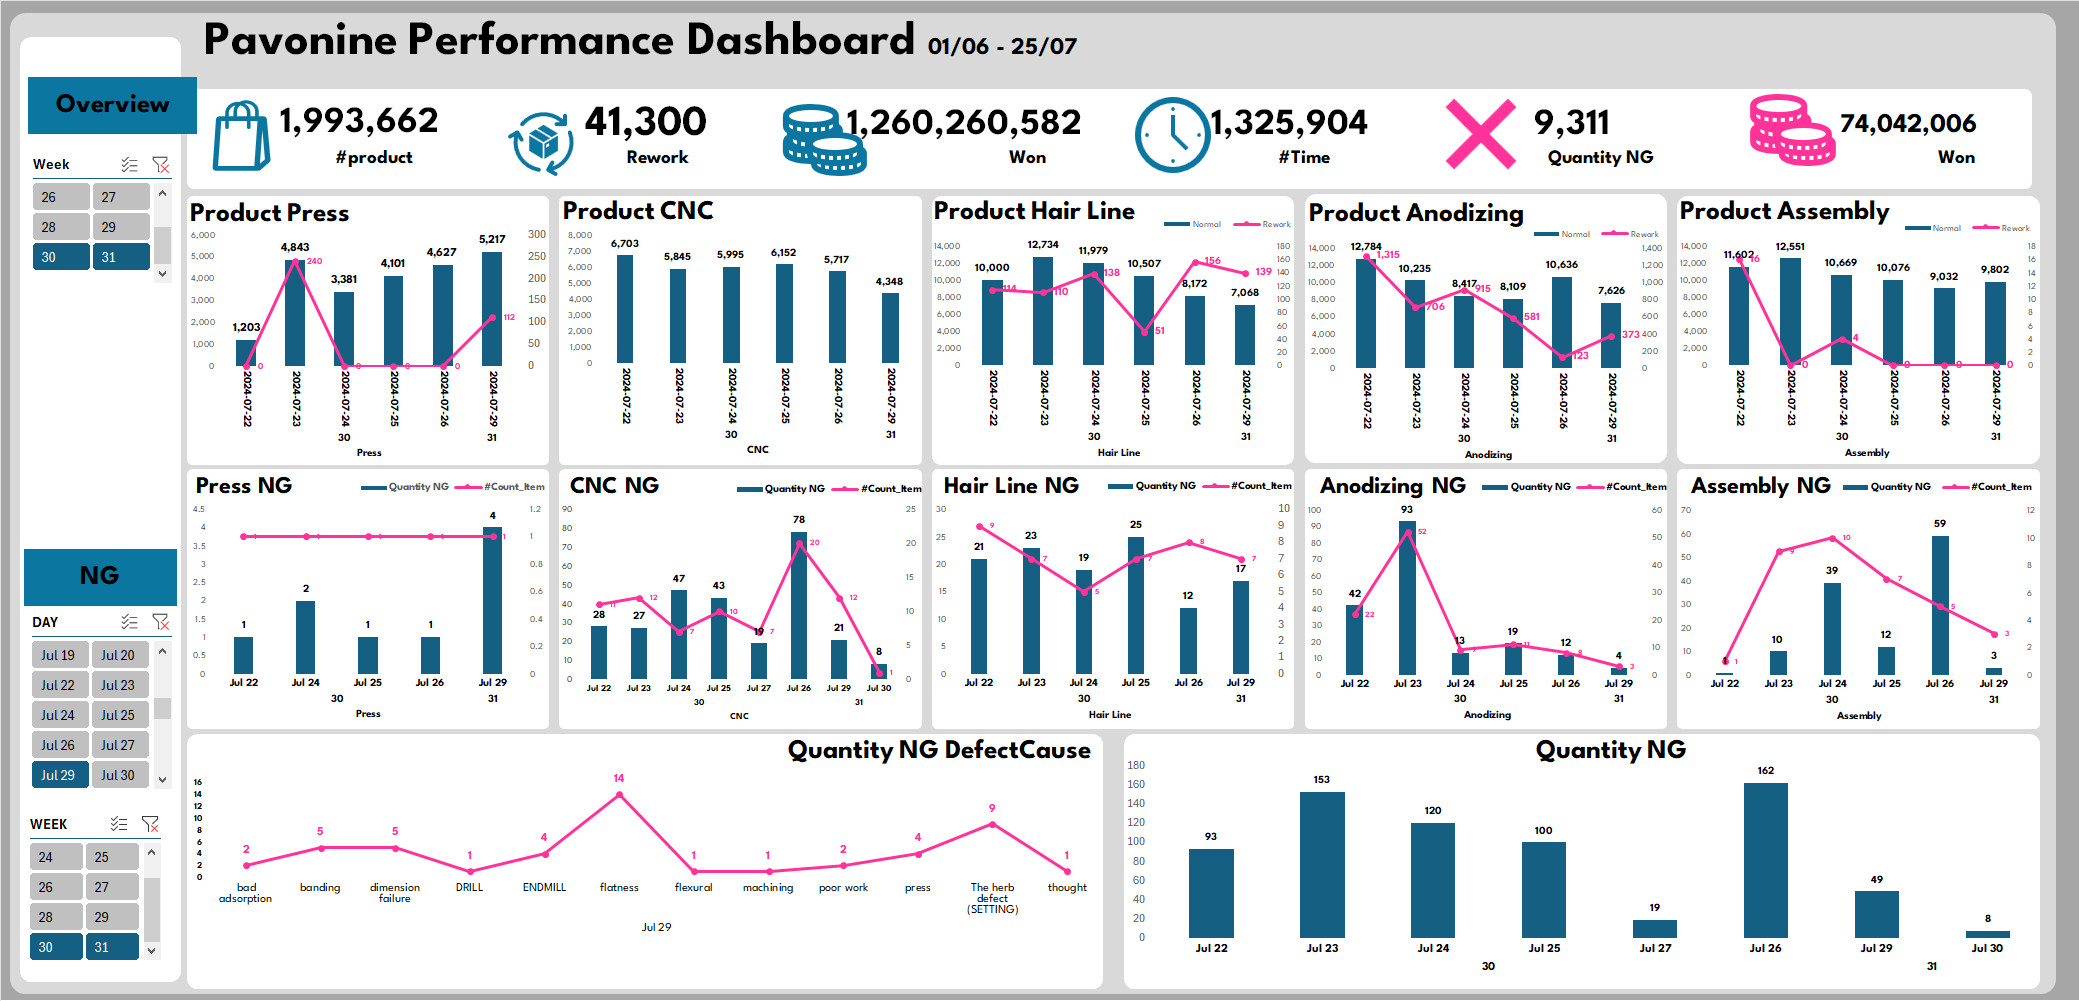 Pavonine Performance Dashboard 01/06 - 25/07
Overview
Week
26 27
28 29
30 31
NG
DAY
Jul 19 Jul 20
Jul 22 Jul 23
Jul 24 Jul 25
Jul 26 Jul 27
Jul 29 Jul 30
WEEK
24 25
26 27
28 29
30 31
1,993,662
#product
41,300
Rework
1,260,260,582
Won
1,325,904
#Time
9,311
Quantity NG
74,042,006
Won
Product Press
6,000 5,000 4,000 3,000 2,000 1,000 0
300 250 200 150 100 50 0
1,203 4,843 3,381 4,101 4,627 5,217
0 240 0 0 0 112
2024-07-22 2024-07-23 2024-07-24 2024-07-25 2024-07-26 2024-07-29
30 31
Press
Product CNC
8,000 7,000 6,000 5,000 4,000 3,000 2,000 1,000 0
6,703 5,845 5,995 6,152 5,717 4,348
2024-07-22 2024-07-23 2024-07-24 2024-07-25 2024-07-26 2024-07-29
30 31
CNC
Product Hair Line
Normal Rework
14,000 12,000 10,000 8,000 6,000 4,000 2,000 0
180 160 140 120 100 80 60 40 20 0
10,000 12,734 11,979 10,507 8,172 7,068
114 110 138 51 156 139
2024-07-22 2024-07-23 2024-07-24 2024-07-25 2024-07-26 2024-07-29
30 31
Hair Line
Product Anodizing
Normal Rework
14,000 12,000 10,000 8,000 6,000 4,000 2,000 0
1,400 1,200 1,000 800 600 400 200 0
12,784 10,235 8,417 8,109 10,636 7,626
1,315 706 915 581 123 373
2024-07-22 2024-07-23 2024-07-24 2024-07-25 2024-07-26 2024-07-29
30 31
Anodizing
Product Assembly
Normal Rework
14,000 12,000 10,000 8,000 6,000 4,000 2,000 0
18 16 14 12 10 8 6 4 2 0
11,602 12,551 10,669 10,076 9,032 9,802
16 0 4 0 0 0
2024-07-22 2024-07-23 2024-07-24 2024-07-25 2024-07-26 2024-07-29
30 31
Assembly
Press NG
Quantity NG #Count_Item
4.5 4 3.5 3 2.5 2 1.5 1 0.5 0
1.2 1 0.8 0.6 0.4 0.2 0
1 2 1 1 4
1 1 1 1 1
Jul 22 Jul 24 Jul 25 Jul 26 Jul 29
30 31
Press
CNC NG
Quantity NG #Count_Item
90 80 70 60 50 40 30 20 10 0
25 20 15 10 5 0
28 27 47 43 19 78 21 8
11 12 7 10 7 20 12 1
Jul 22 Jul 23 Jul 24 Jul 25 Jul 27 Jul 26 Jul 29 Jul 30
30 31
CNC
Hair Line NG
Quantity NG #Count_Item
30 25 20 15 10 5 0
10 9 8 7 6 5 4 3 2 1 0
21 23 19 25 12 17
9 7 5 7 8 7
Jul 22 Jul 23 Jul 24 Jul 25 Jul 26 Jul 29
30 31
Hair Line
Anodizing NG
Quantity NG #Count_Item
100 90 80 70 60 50 40 30 20 10 0
60 50 40 30 20 10 0
42 93 13 19 12 4
22 52 9 11 8 3
Jul 22 Jul 23 Jul 24 Jul 25 Jul 26 Jul 29
30 31
Anodizing
Assembly NG
Quantity NG #Count_Item
70 60 50 40 30 20 10 0
12 10 8 6 4 2 0
1 10 39 12 59 3
1 9 10 7 5 3
Jul 22 Jul 23 Jul 24 Jul 25 Jul 26 Jul 29
30 31
Assembly
Quantity NG DefectCause
16 14 12 10 8 6 4 2 0
2 5 5 1 4 14 1 1 2 4 9 1
bad adsorption
banding
dimension failure
DRILL
ENDMILL
flatness
flexural
machining
poor work
press
The herb defect (SETTING)
thought
Jul 29
Quantity NG
180 160 140 120 100 80 60 40 20 0
93 153 120 100 19 162 49 8
Jul 22 Jul 23 Jul 24 Jul 25 Jul 27 Jul 26 Jul 29 Jul 30
30 31